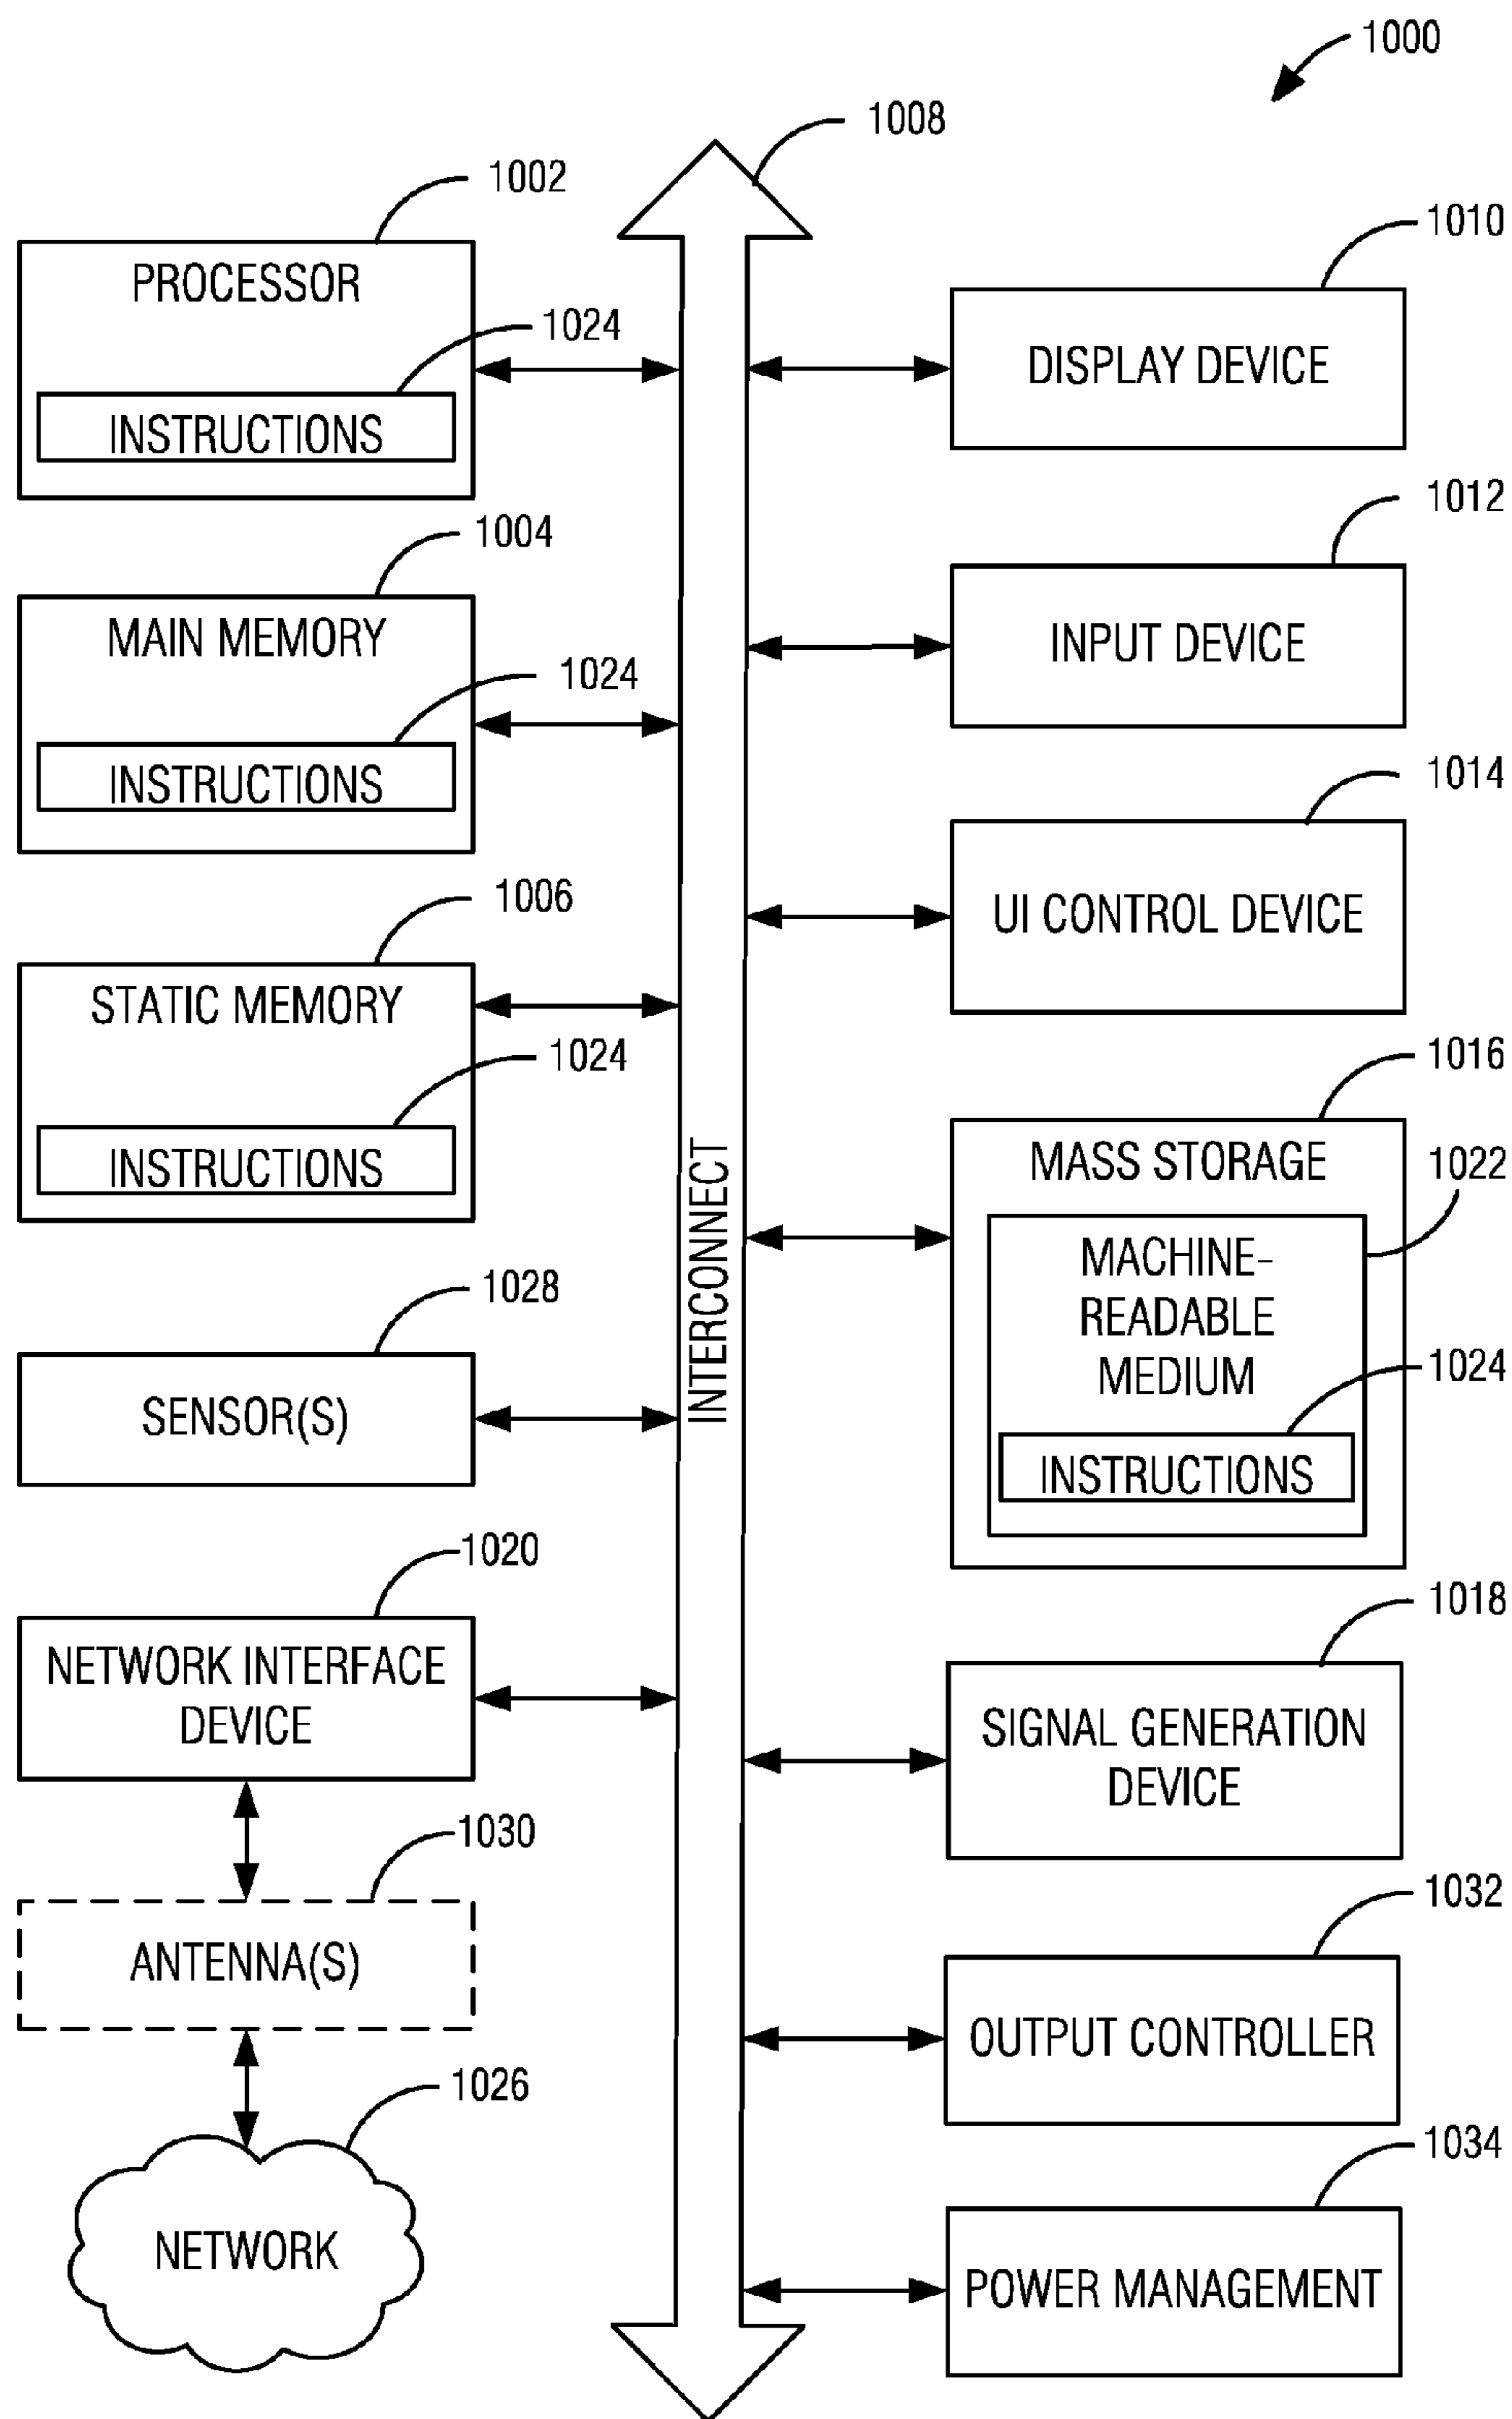 1000
1008
1002
PROCESSOR
1024
INSTRUCTIONS
1004
MAIN MEMORY
1024
INSTRUCTIONS
1006
STATIC MEMORY
1024
INSTRUCTIONS
1028
SENSOR(S)
1020
NETWORK INTERFACE
DEVICE
1030
ANTENNA(S)
1026
NETWORK
INTERCONNECT
1010
DISPLAY DEVICE
1012
INPUT DEVICE
1014
UI CONTROL DEVICE
1016
MASS STORAGE
1022
MACHINE-
READABLE
MEDIUM
1024
INSTRUCTIONS
1018
SIGNAL GENERATION
DEVICE
1032
OUTPUT CONTROLLER
1034
POWER MANAGEMENT